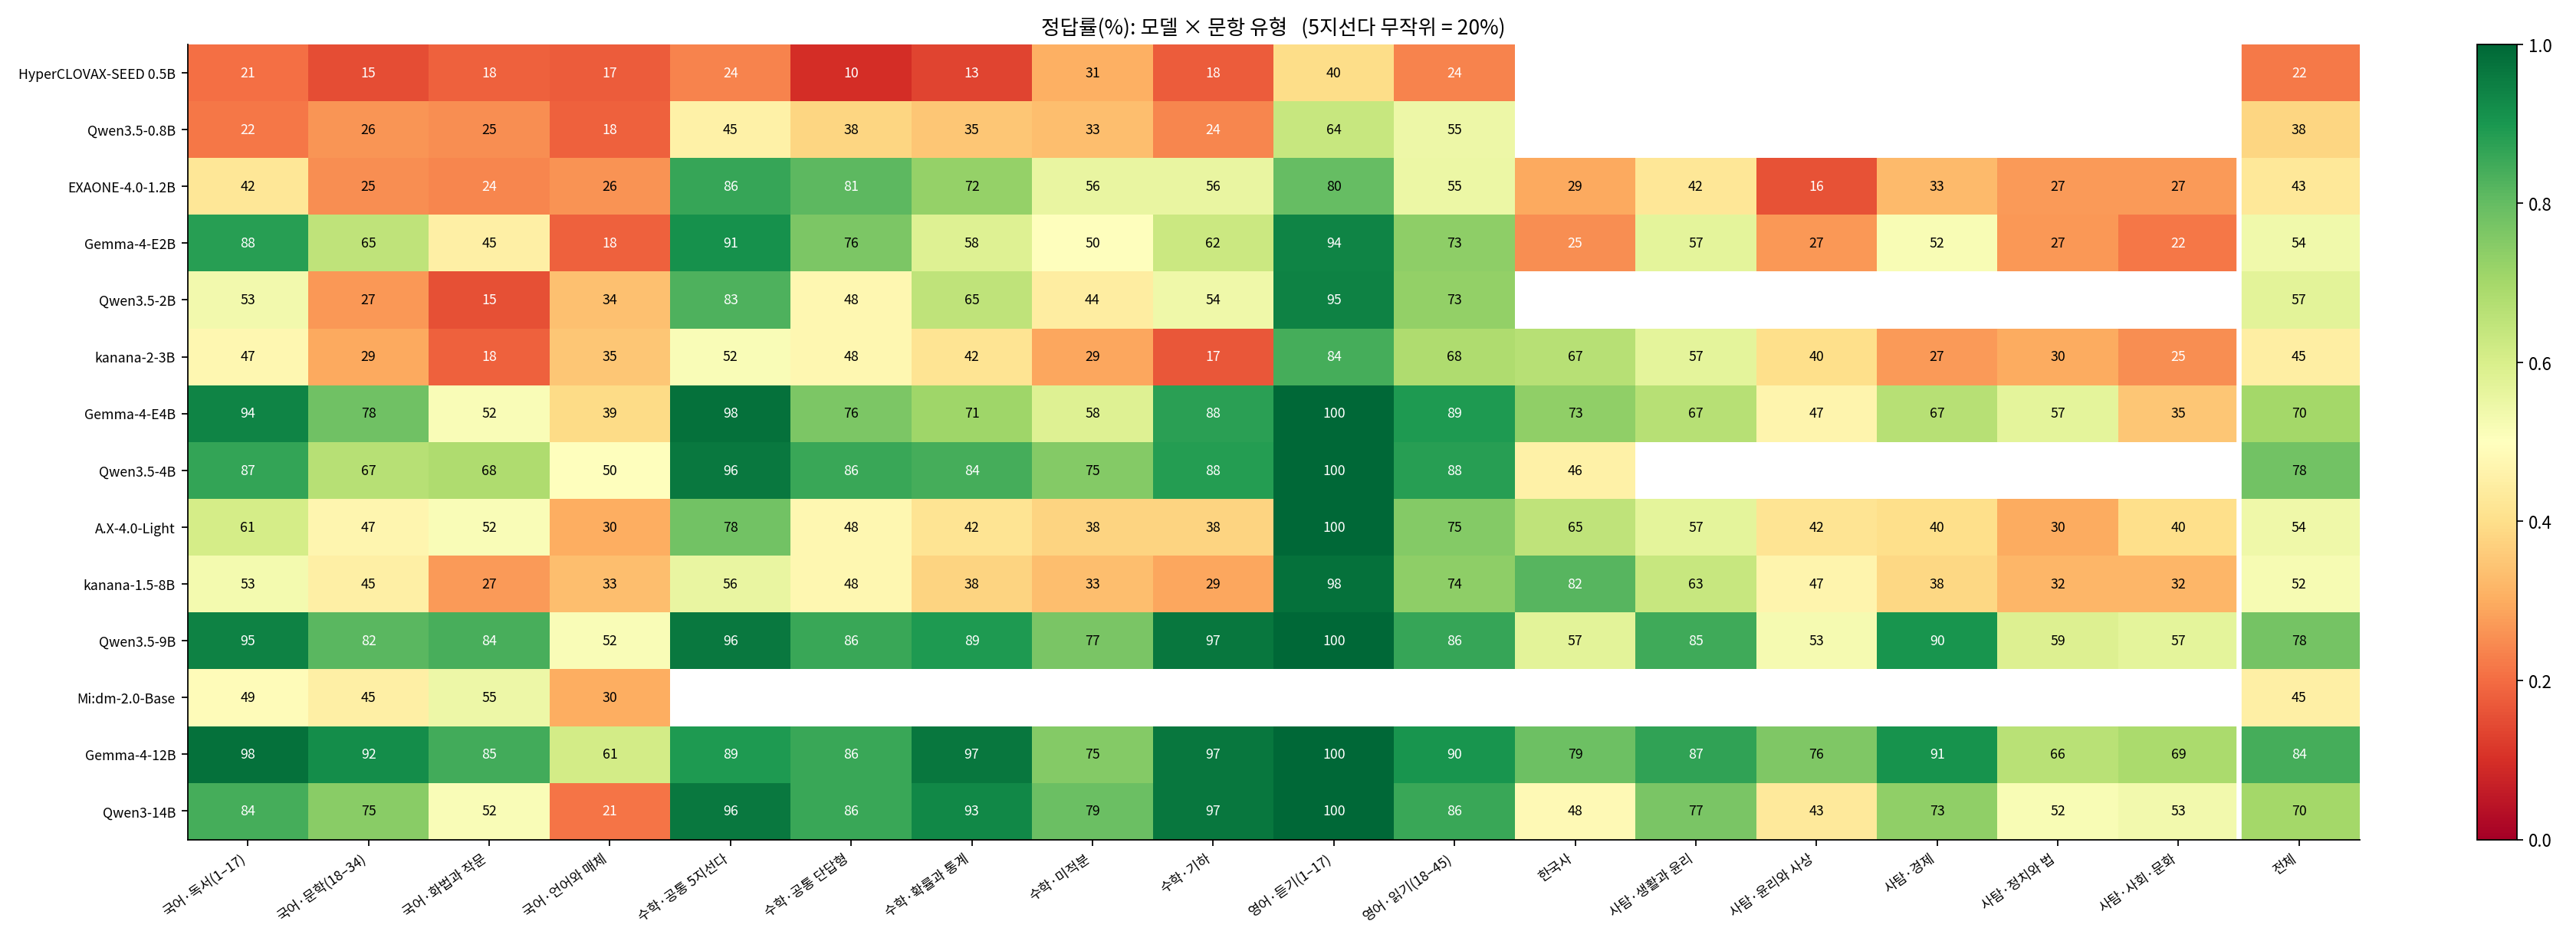 정답률(%): 모델 × 문항 유형 (5지선다 무작위 = 20%)
HyperCLOVAX-SEED 0.5B 21 15 18 17 24 10 13 31 18 40 24 22
Qwen3.5-0.8B 22 26 25 18 45 38 35 33 24 64 55 38
EXAONE-4.0-1.2B 42 25 24 26 86 81 72 56 56 80 55 29 42 16 33 27 27 43
Gemma-4-E2B 88 65 45 18 91 76 58 50 62 94 73 25 57 27 52 27 22 54
Qwen3.5-2B 53 27 15 34 83 48 65 44 54 95 73 57
kanana-2-3B 47 29 18 35 52 48 42 29 17 84 68 67 57 40 27 30 25 45
Gemma-4-E4B 94 78 52 39 98 76 71 58 88 100 89 73 67 47 67 57 35 70
Qwen3.5-4B 87 67 68 50 96 86 84 75 88 100 88 46 78
A.X-4.0-Light 61 47 52 30 78 48 42 38 38 100 75 65 57 42 40 30 40 54
kanana-1.5-8B 53 45 27 33 56 48 38 33 29 98 74 82 63 47 38 32 32 52
Qwen3.5-9B 95 82 84 52 96 86 89 77 97 100 86 57 85 53 90 59 57 78
Mi:dm-2.0-Base 49 45 55 30 45
Gemma-4-12B 98 92 85 61 89 86 97 75 97 100 90 79 87 76 91 66 69 84
Qwen3-14B 84 75 52 21 96 86 93 79 97 100 86 48 77 43 73 52 53 70
국어·독서(1–17)
국어·문학(18–34)
국어·화법과 작문
국어·언어와 매체
수학·공통 5지선다
수학·공통 단답형
수학·확률과 통계
수학·미적분
수학·기하
영어·듣기(1–17)
영어·읽기(18–45)
한국사
사탐·생활과 윤리
사탐·윤리와 사상
사탐·경제
사탐·정치와 법
사탐·사회·문화
전체
1.0
0.8
0.6
0.4
0.2
0.0